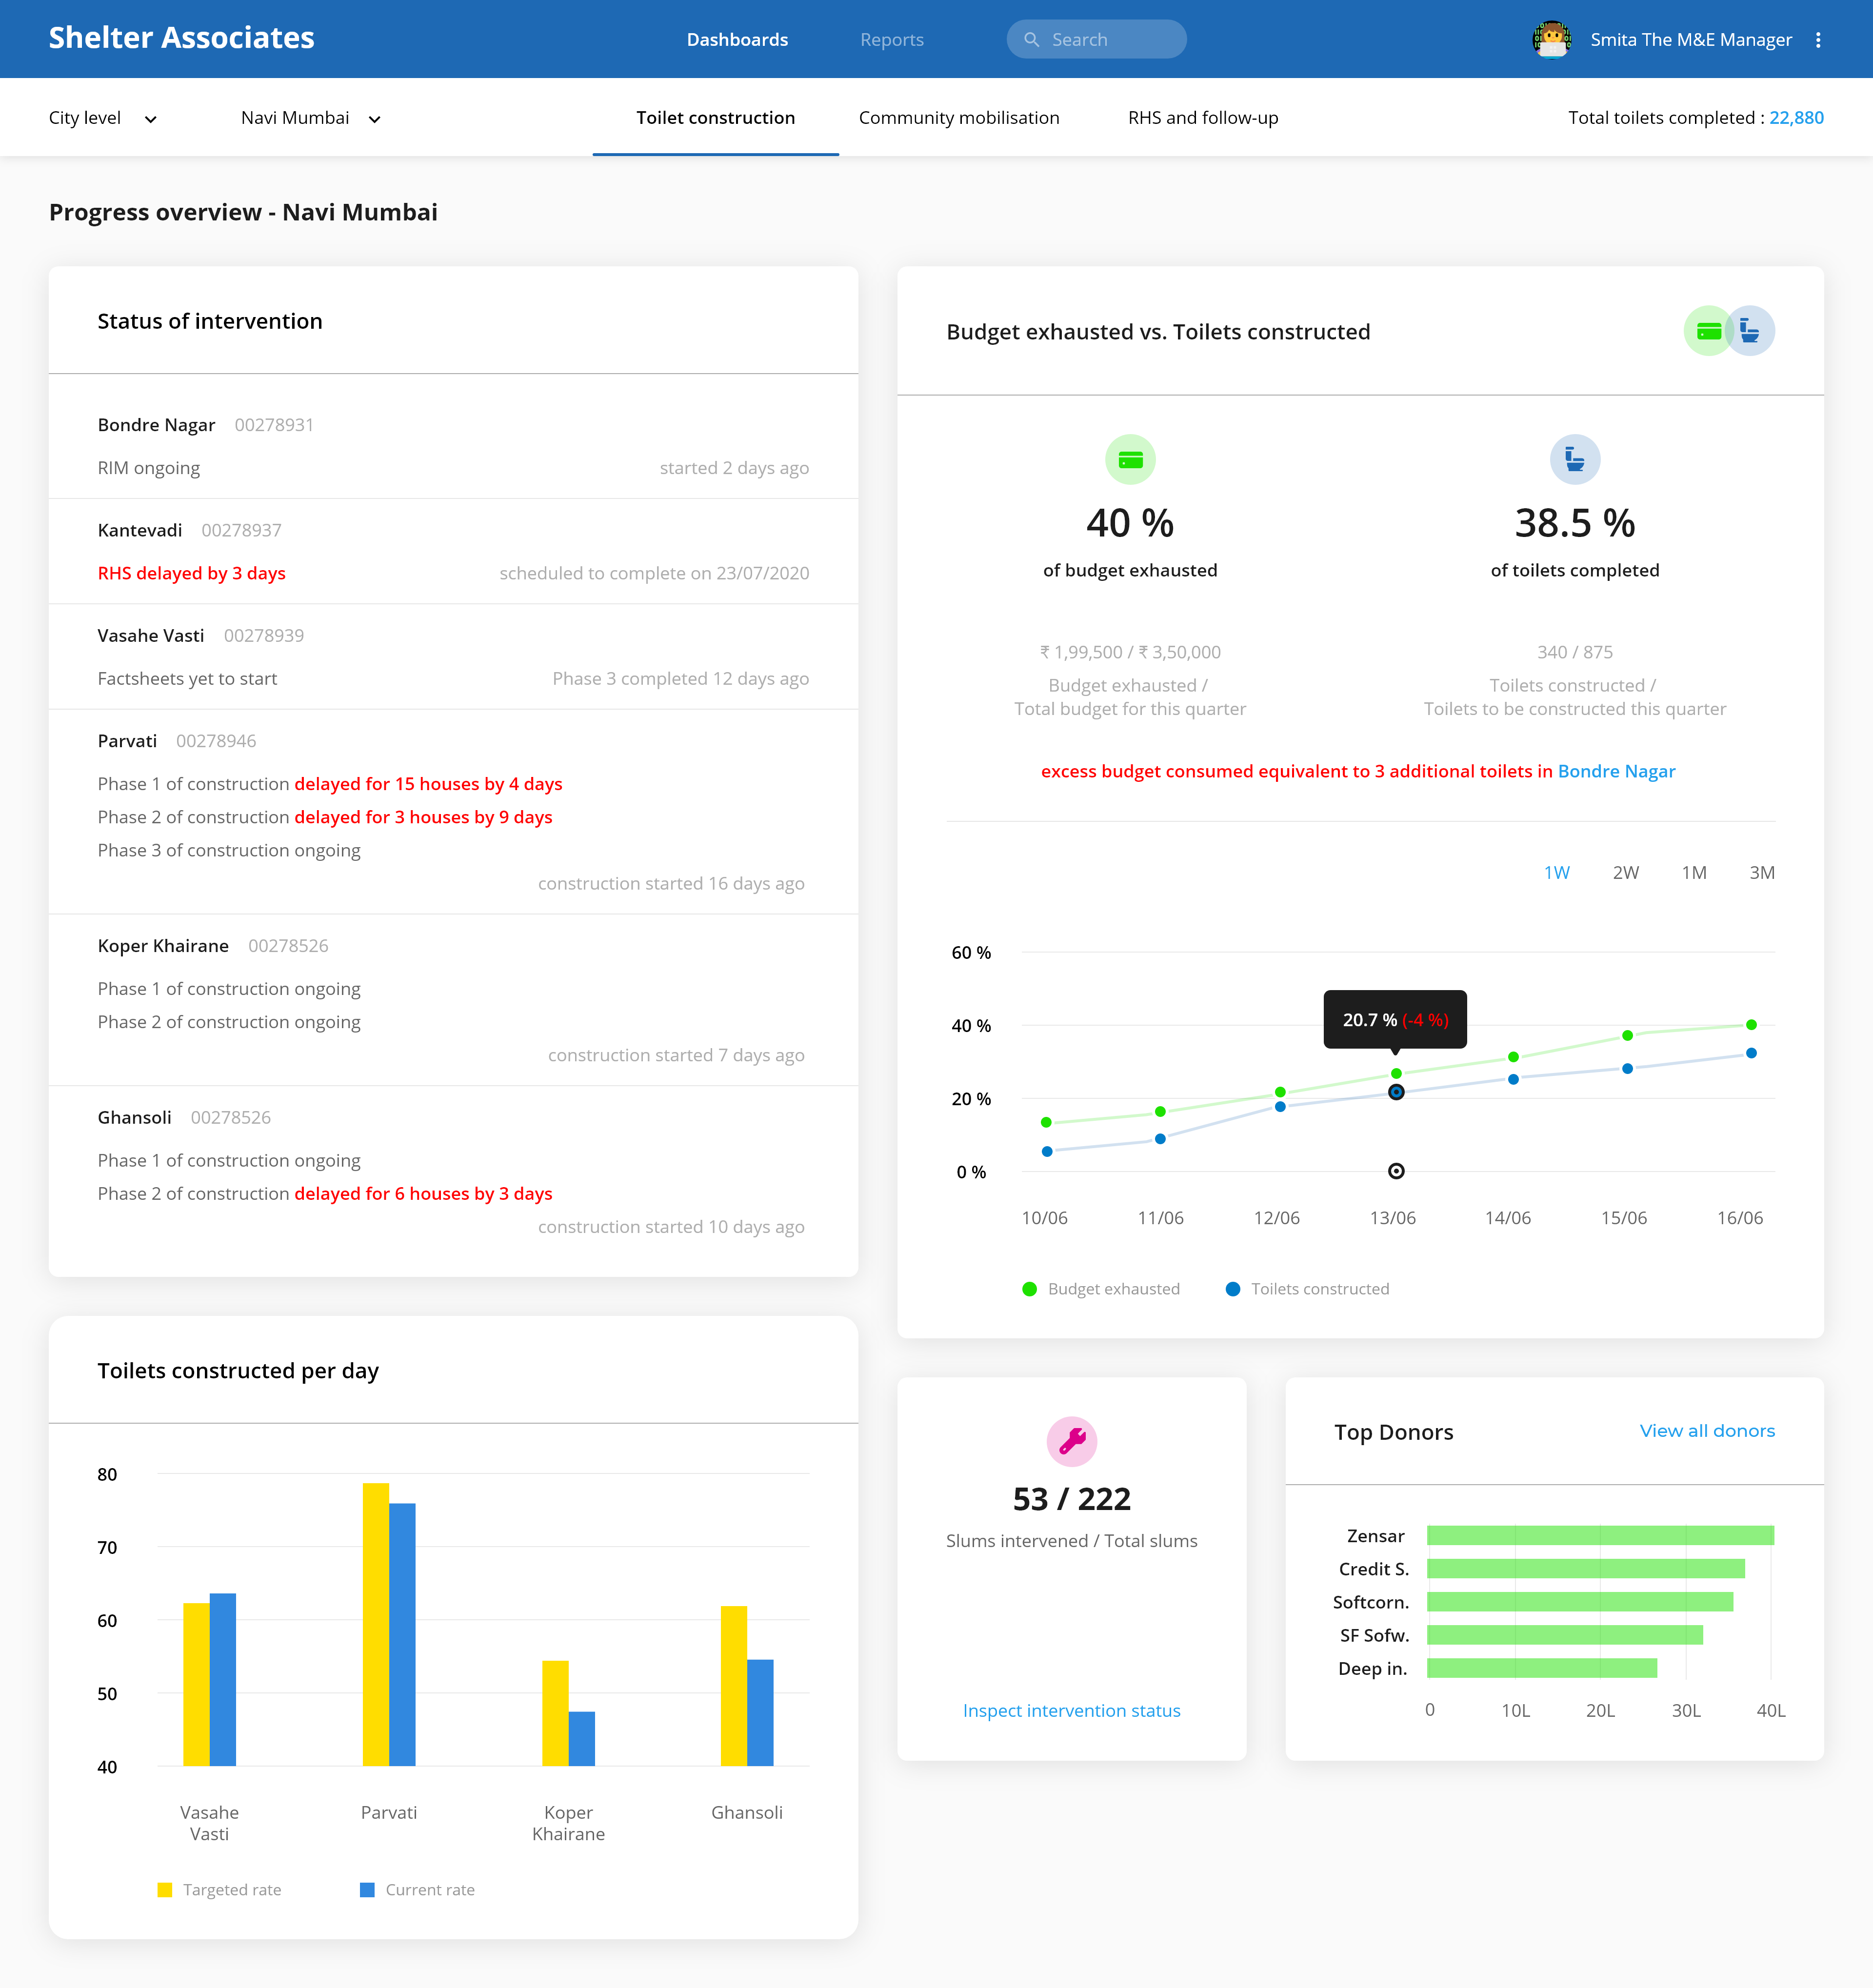 Shelter Associates
Dashboards
Reports
Search
Smita The M&E Manager
City level
Navi Mumbai
Toilet construction
Community mobilisation
RHS and follow-up
Total toilets completed : 22,880
Progress overview - Navi Mumbai
Status of intervention
Bondre Nagar 00278931
RIM ongoing
started 2 days ago
Kantevadi 00278937
RHS delayed by 3 days
scheduled to complete on 23/07/2020
Vasahe Vasti 00278939
Factsheets yet to start
Phase 3 completed 12 days ago
Parvati 00278946
Phase 1 of construction delayed for 15 houses by 4 days
Phase 2 of construction delayed for 3 houses by 9 days
Phase 3 of construction ongoing
construction started 16 days ago
Koper Khairane 00278526
Phase 1 of construction ongoing
Phase 2 of construction ongoing
construction started 7 days ago
Ghansoli 00278526
Phase 1 of construction ongoing
Phase 2 of construction delayed for 6 houses by 3 days
construction started 10 days ago
Budget exhausted vs. Toilets constructed
40 %
of budget exhausted
₹ 1,99,500 / ₹ 3,50,000
Budget exhausted /
Total budget for this quarter
38.5 %
of toilets completed
340 / 875
Toilets constructed /
Toilets to be constructed this quarter
excess budget consumed equivalent to 3 additional toilets in Bondre Nagar
1W 2W 1M 3M
60 %
40 %
20 %
0 %
20.7 % (-4 %)
10/06 11/06 12/06 13/06 14/06 15/06 16/06
Budget exhausted
Toilets constructed
Toilets constructed per day
80
70
60
50
40
Vasahe
Vasti
Parvati
Koper
Khairane
Ghansoli
Targeted rate
Current rate
53 / 222
Slums intervened / Total slums
Inspect intervention status
Top Donors
View all donors
Zensar
Credit S.
Softcorn.
SF Sofw.
Deep in.
0 10L 20L 30L 40L